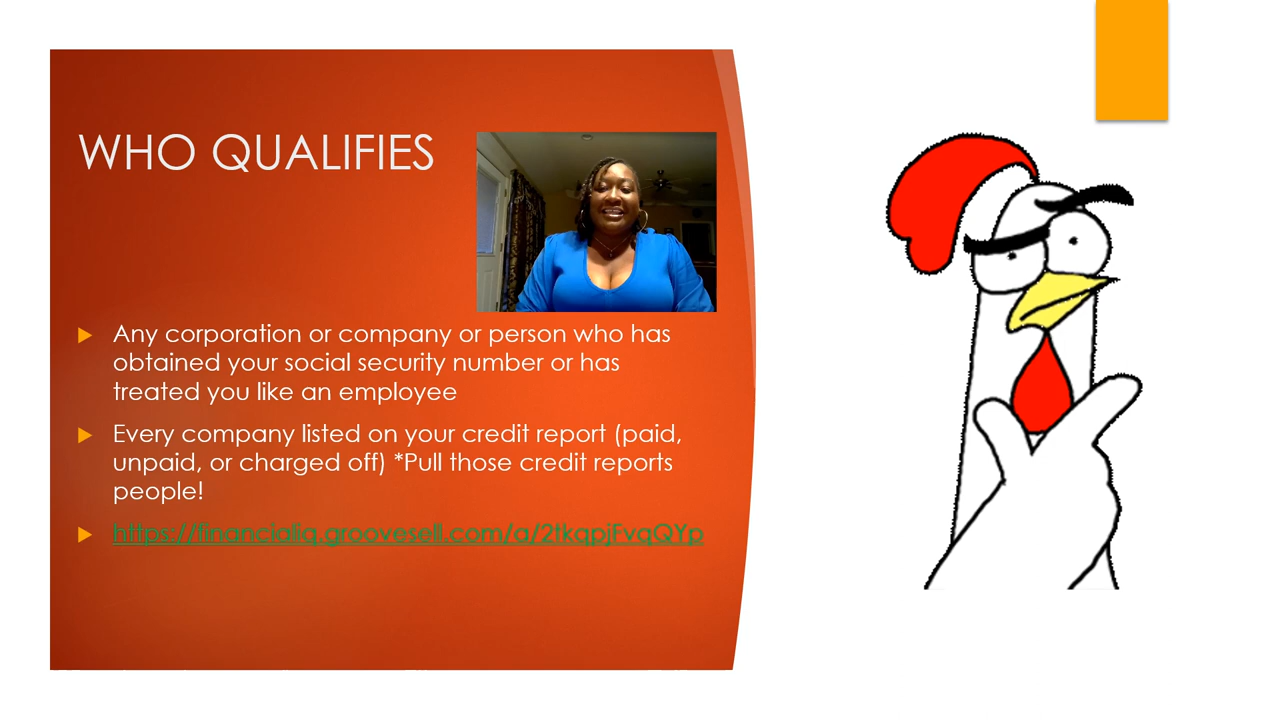 WHO QUALIFIES
Any corporation or company or person who has
obtained your social security number or has
treated you like an employee
Every company listed on your credit report (paid,
unpaid, or charged off) *Pull those credit reports
people!
https://financialiq.groovesell.com/a/2tkqpjFvqQYp